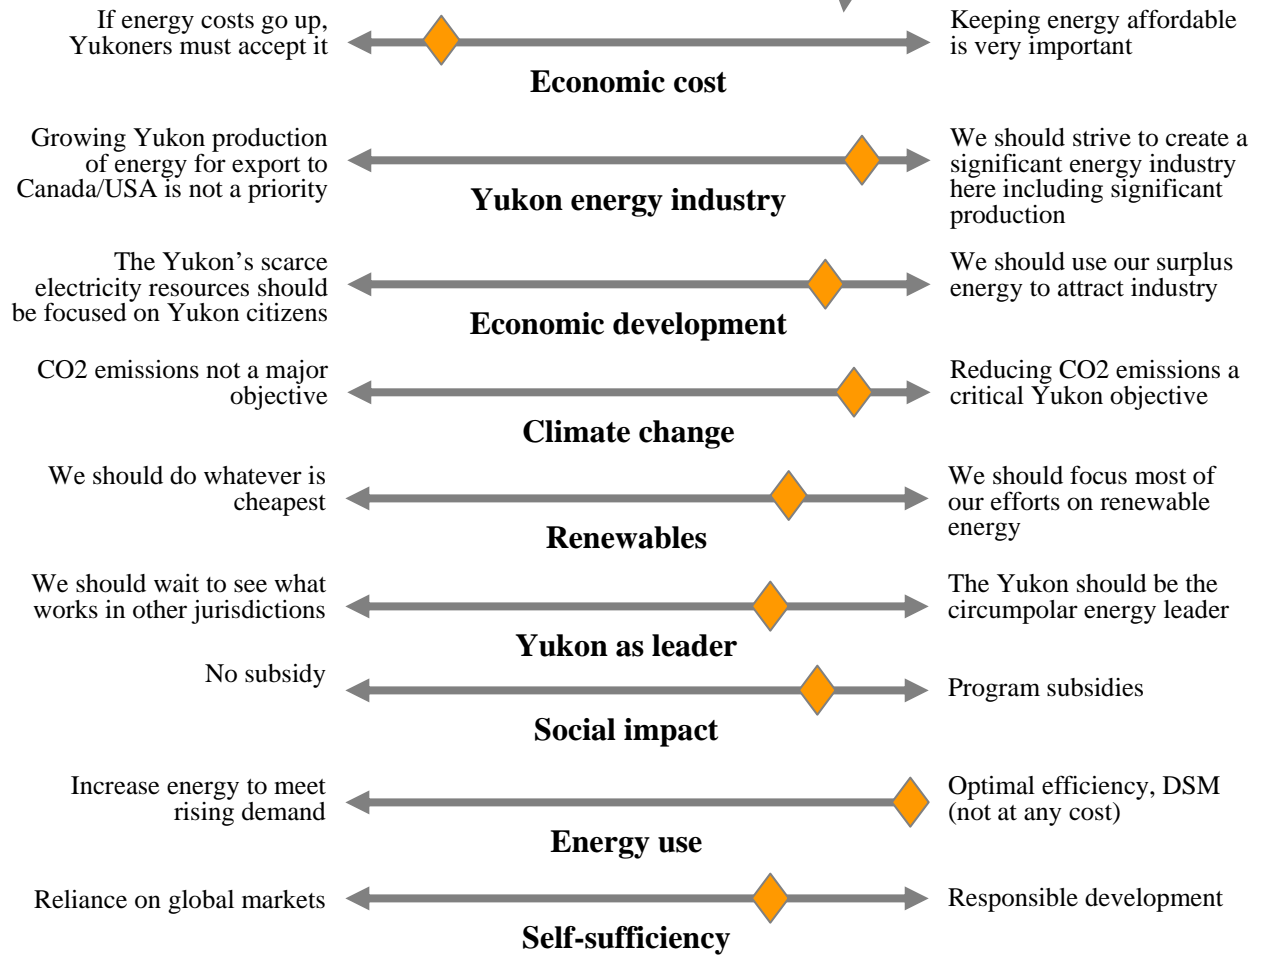 If energy costs go up,
Yukoners must accept it
Keeping energy affordable
is very important
Economic cost
Growing Yukon production
of energy for export to
Canada/USA is not a priority
We should strive to create a
significant energy industry
here including significant
production
Yukon energy industry
The Yukon’s scarce
electricity resources should
be focused on Yukon citizens
We should use our surplus
energy to attract industry
Economic development
CO2 emissions not a major
objective
Reducing CO2 emissions a
critical Yukon objective
Climate change
We should do whatever is
cheapest
We should focus most of
our efforts on renewable
energy
Renewables
We should wait to see what
works in other jurisdictions
The Yukon should be the
circumpolar energy leader
Yukon as leader
No subsidy
Program subsidies
Social impact
Increase energy to meet
rising demand
Optimal efficiency, DSM
(not at any cost)
Energy use
Reliance on global markets
Responsible development
Self-sufficiency